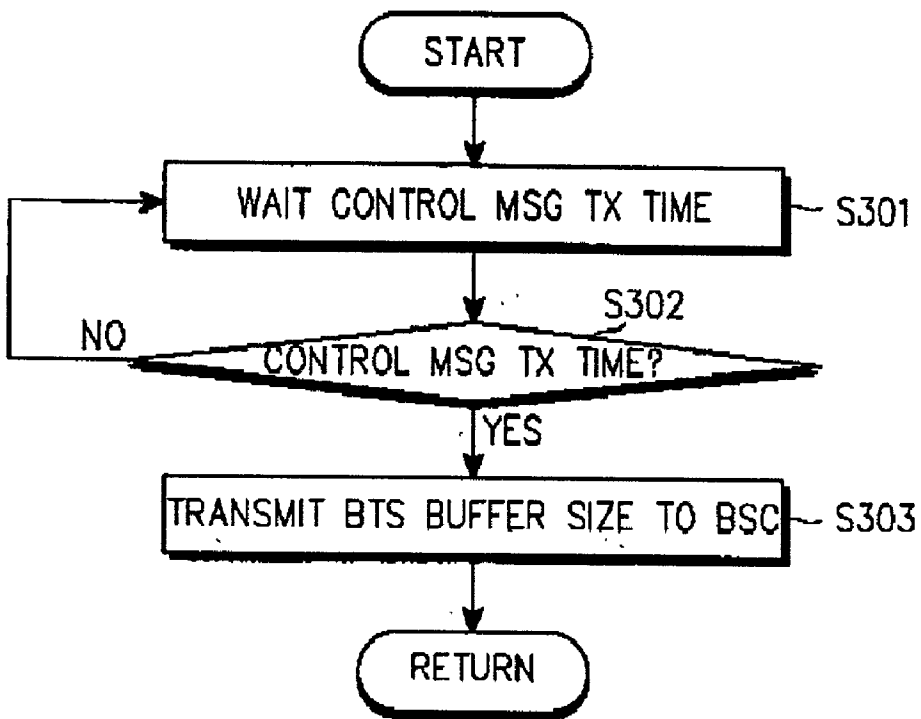 START
WAIT CONTROL MSG TX TIME
S301
S302
CONTROL MSG TX TIME?
NO
YES
TRANSMIT BTS BUFFER SIZE TO BSC
S303
RETURN